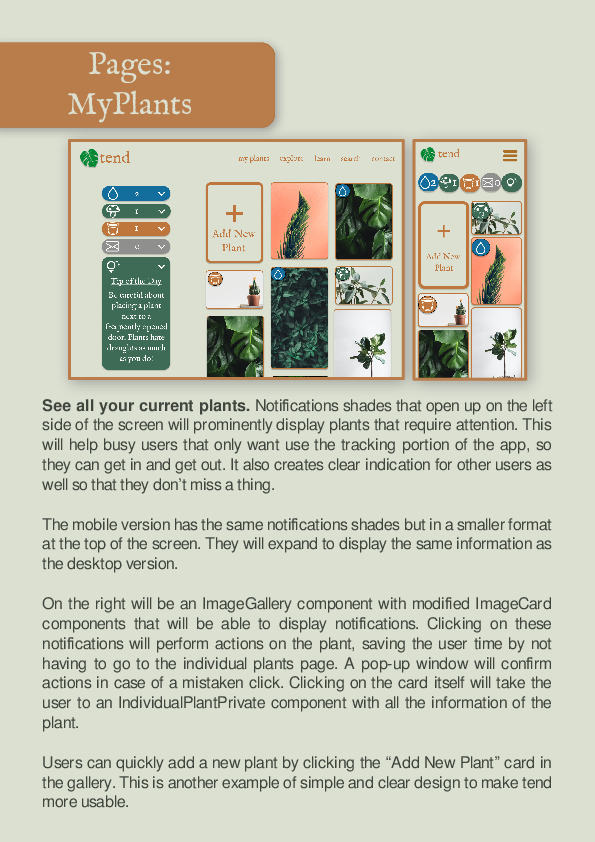 Pages:
MyPlants
tend
my plants explore learn search contact
2
1
1
0
Tip of the Day
Be careful about
placing a plant
next to a
frequently opened
door. Plants hate
draughts as much
as you do!
Add New
Plant
tend
2 1 1 0
Add New
Plant
See all your current plants. Notifications shades that open up on the left
side of the screen will prominently display plants that require attention. This
will help busy users that only want use the tracking portion of the app, so
they can get in and get out. It also creates clear indication for other users as
well so that they don’t miss a thing.
The mobile version has the same notifications shades but in a smaller format
at the top of the screen. They will expand to display the same information as
the desktop version.
On the right will be an ImageGallery component with modified ImageCard
components that will be able to display notifications. Clicking on these
notifications will perform actions on the plant, saving the user time by not
having to go to the individual plants page. A pop-up window will confirm
actions in case of a mistaken click. Clicking on the card itself will take the
user to an IndividualPlantPrivate component with all the information of the
plant.
Users can quickly add a new plant by clicking the “Add New Plant” card in
the gallery. This is another example of simple and clear design to make tend
more usable.